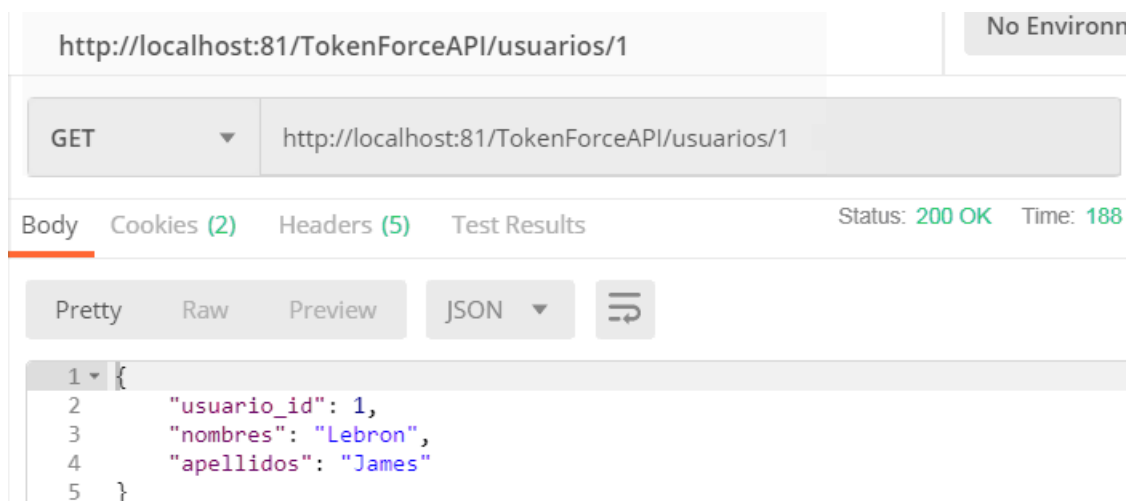 http://localhost:81/TokenForceAPI/usuarios/1
No Environn
GET http://localhost:81/TokenForceAPI/usuarios/1
Body Cookies (2) Headers (5) Test Results Status: 200 OK Time: 188
Pretty Raw Preview JSON
1 {
2 "usuario_id": 1,
3 "nombres": "Lebron",
4 "apellidos": "James"
5 }